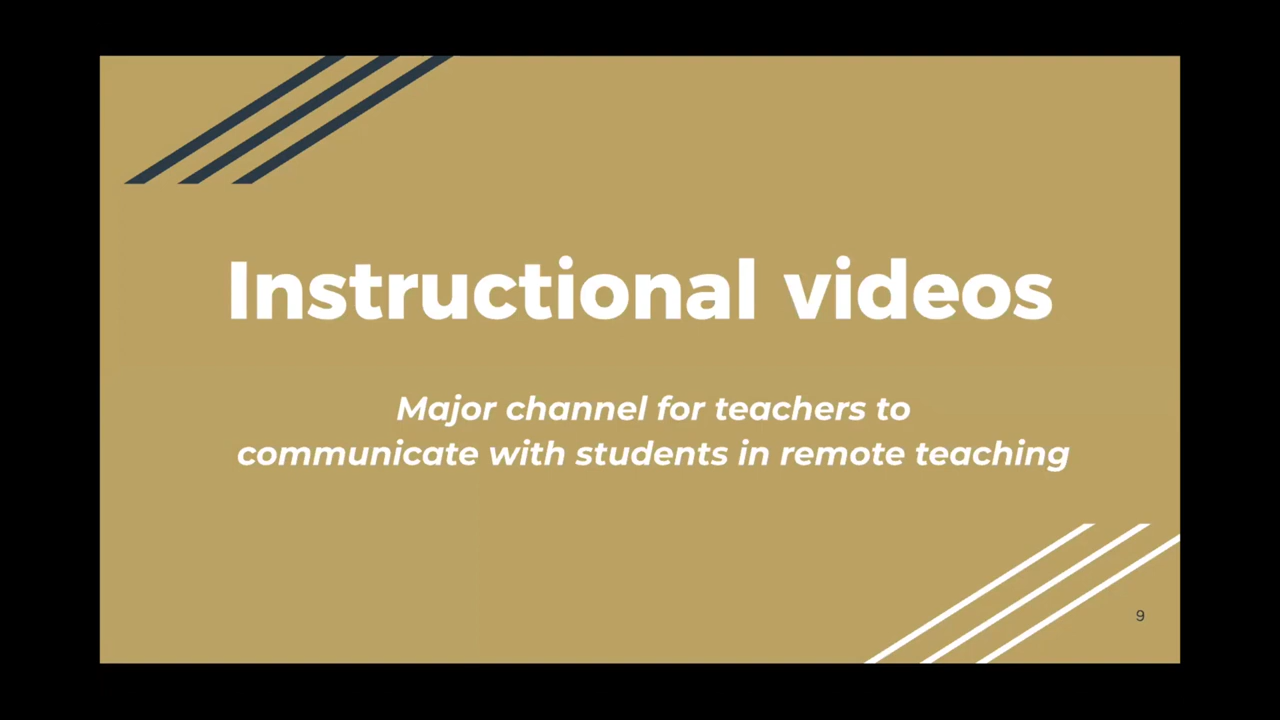 Instructional videos
Major channel for teachers to
communicate with students in remote teaching
9